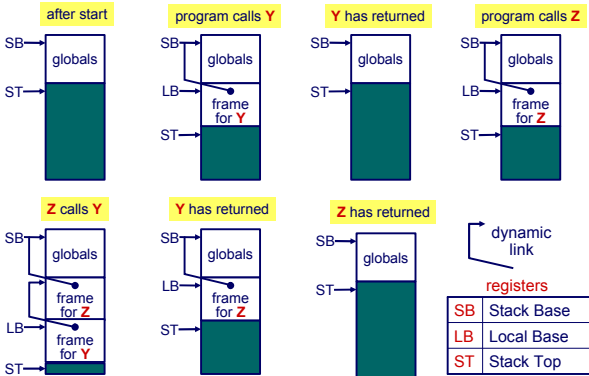 after start
SB
globals
ST
program calls Y
SB
globals
LB
frame
for Y
ST
Y has returned
SB
globals
ST
program calls Z
SB
globals
LB
frame
for Z
ST
Z calls Y
SB
globals
frame
for Z
LB
frame
for Y
ST
Y has returned
SB
globals
LB
frame
for Z
ST
Z has returned
SB
globals
ST
dynamic
link
registers
SB Stack Base
LB Local Base
ST Stack Top